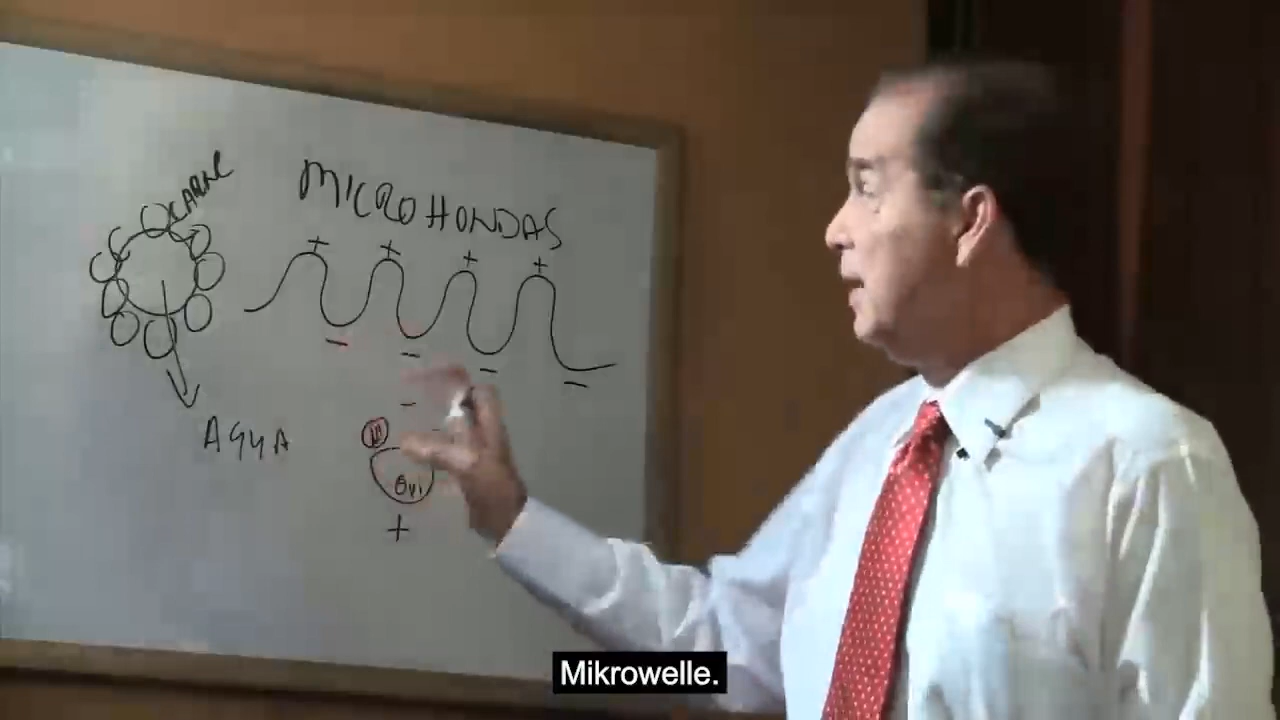 CARNE
MICROHONDAS
+ + + +
- - - -
AGUA
-
H
+
Mikrowelle.